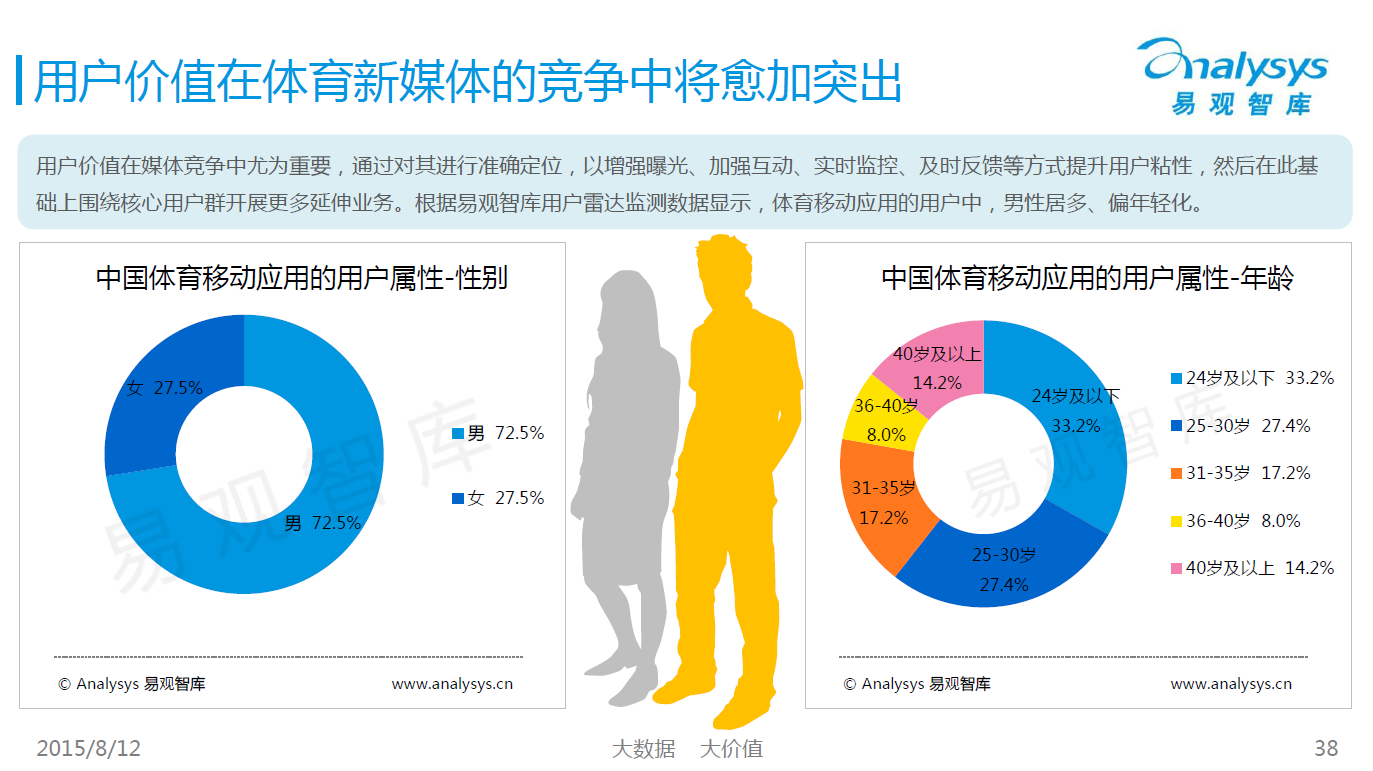 用户价值在体育新媒体的竞争中将愈加突出
analysys
易观智库
用户价值在媒体竞争中尤为重要，通过对其进行准确定位，以增强曝光、加强互动、实时监控、及时反馈等方式提升用户粘性，然后在此基
础上围绕核心用户群开展更多延伸业务。根据易观智库用户雷达监测数据显示，体育移动应用的用户中，男性居多、偏年轻化。
中国体育移动应用的用户属性-性别
女 27.5%
男 72.5%
男 72.5%
女 27.5%
易观智库
© Analysys 易观智库
www.analysys.cn
中国体育移动应用的用户属性-年龄
40岁及以上
14.2%
24岁及以下
33.2%
36-40岁
8.0%
31-35岁
17.2%
25-30岁
27.4%
24岁及以下 33.2%
25-30岁 27.4%
31-35岁 17.2%
36-40岁 8.0%
40岁及以上 14.2%
易观智库
© Analysys 易观智库
www.analysys.cn
2015/8/12
大数据 大价值
38